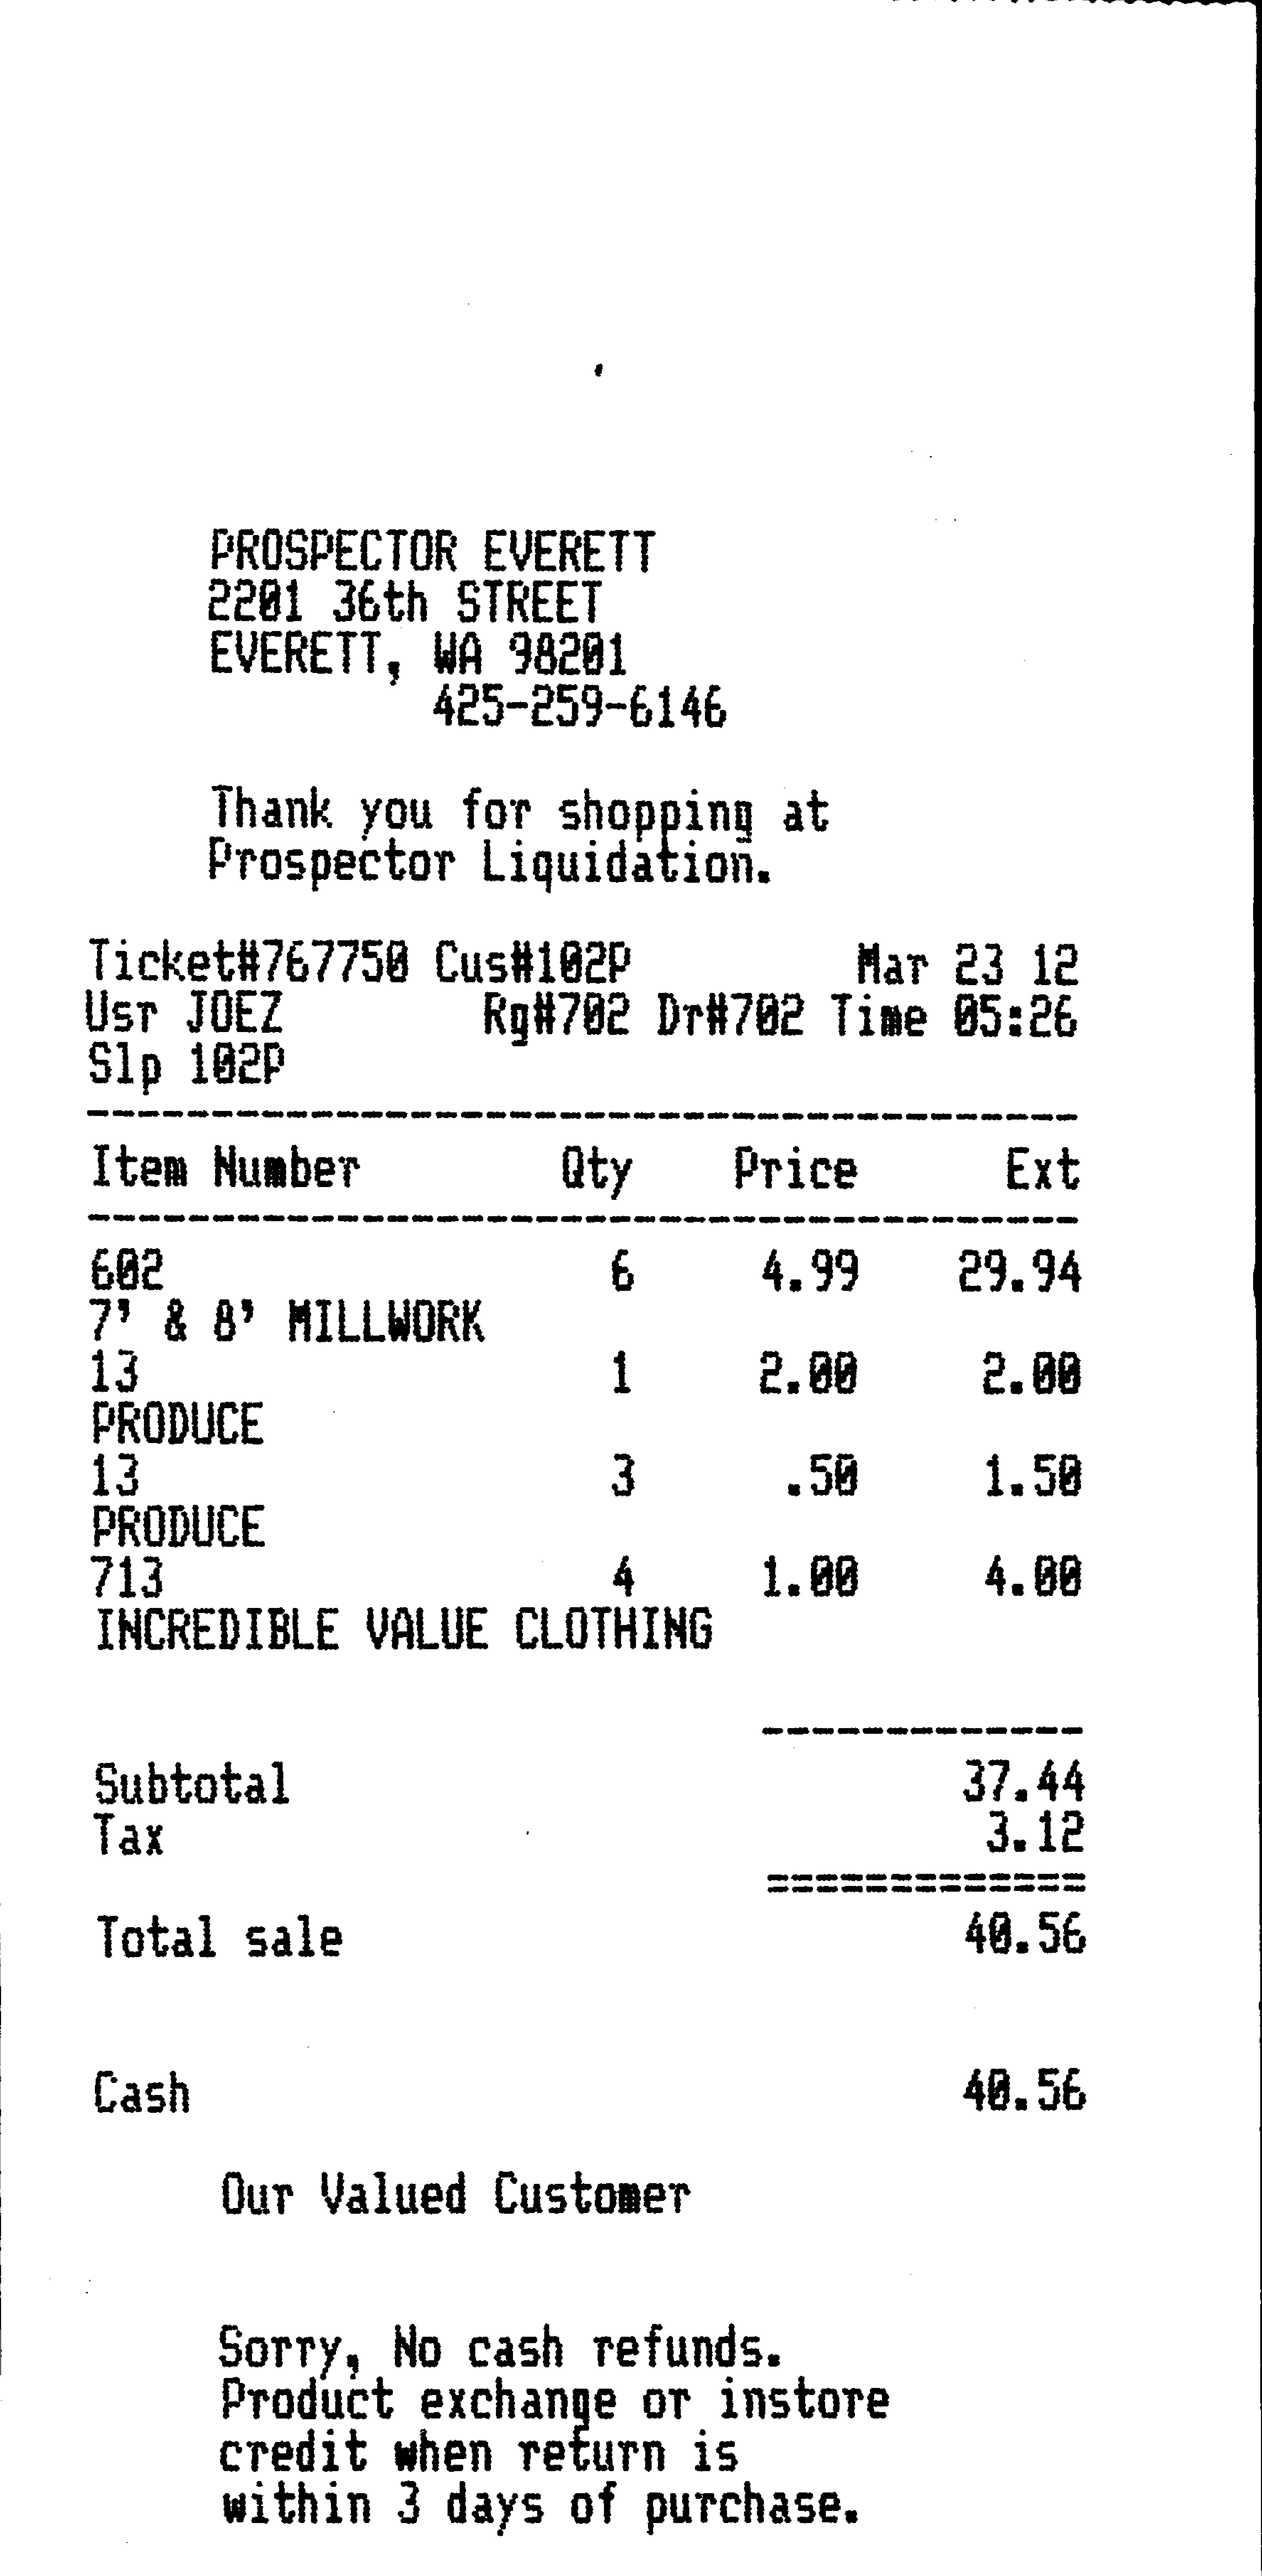 PROSPECTOR EVERETT
2201 36th STREET
EVERETT, WA 98201
425-259-6146
Thank you for shopping at
Prospector Liquidation.
Ticket#767750 Cus#102P Mar 23 12
Usr JOEZ Rg#702 Dr#702 Time 05:26
Slp 102P
----------------------------------------
Item Number Qty Price Ext
----------------------------------------
602 6 4.99 29.94
7' & 8' MILLWORK
13 1 2.00 2.00
PRODUCE
13 3 .50 1.50
PRODUCE
713 4 1.00 4.00
INCREDIBLE VALUE CLOTHING
-------------
Subtotal 37.44
Tax 3.12
=============
Total sale 40.56
Cash 40.56
Our Valued Customer
Sorry, No cash refunds.
Product exchange or instore
credit when return is
within 3 days of purchase.